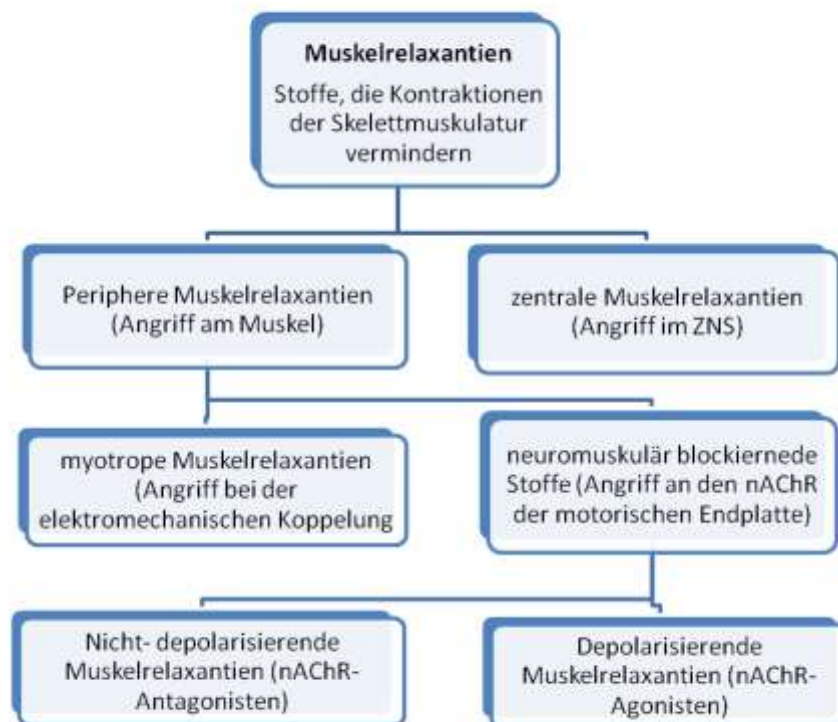 Muskelrelaxantien
Stoffe, die Kontraktionen
der Skelettmuskulatur
vermindern
Periphere Muskelrelaxantien
(Angriff am Muskel)
zentrale Muskelrelaxantien
(Angriff im ZNS)
myotrope Muskelrelaxantien
(Angriff bei der
elektromechanischen Koppelung
neuromuskulär blockiernede
Stoffe (Angriff an den nAChR
der motorischen Endplatte)
Nicht- depolarisierende
Muskelrelaxantien (nAChR-
Antagonisten)
Depolarisierende
Muskelrelaxantien (nAChR-
Agonisten)